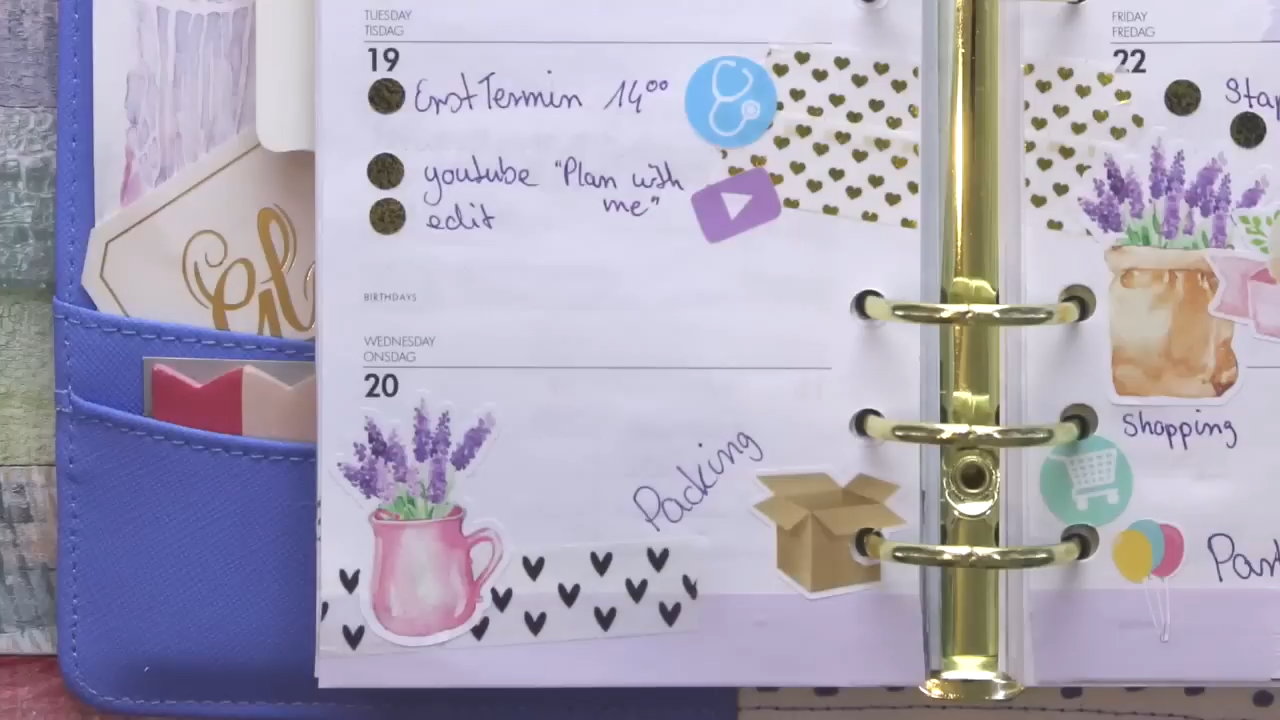 TUESDAY
TISDAG
19
Erst Termin 14⁰⁰
youtube "Plan with
me"
edit
BIRTHDAYS
WEDNESDAY
ONSDAG
20
Packing
FRIDAY
FREDAG
22
Shopping